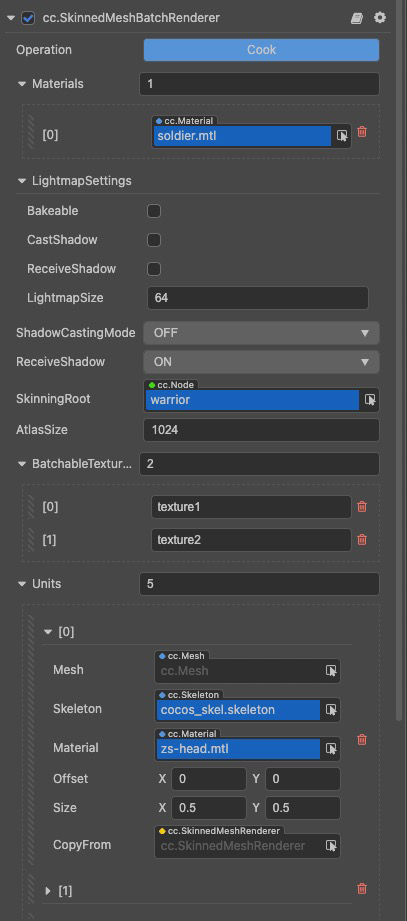 cc.SkinnedMeshBatchRenderer
Operation Cook
Materials 1
cc.Material
[0] soldier.mtl
LightmapSettings
Bakeable
CastShadow
ReceiveShadow
LightmapSize 64
ShadowCastingMode OFF
ReceiveShadow ON
cc.Node
SkinningRoot warrior
AtlasSize 1024
BatchableTextur... 2
[0] texture1
[1] texture2
Units 5
[0]
cc.Mesh
Mesh cc.Mesh
cc.Skeleton
Skeleton cocos_skel.skeleton
cc.Material
Material zs-head.mtl
Offset X 0 Y 0
Size X 0.5 Y 0.5
cc.SkinnedMeshRenderer
CopyFrom cc.SkinnedMeshRenderer
[1]